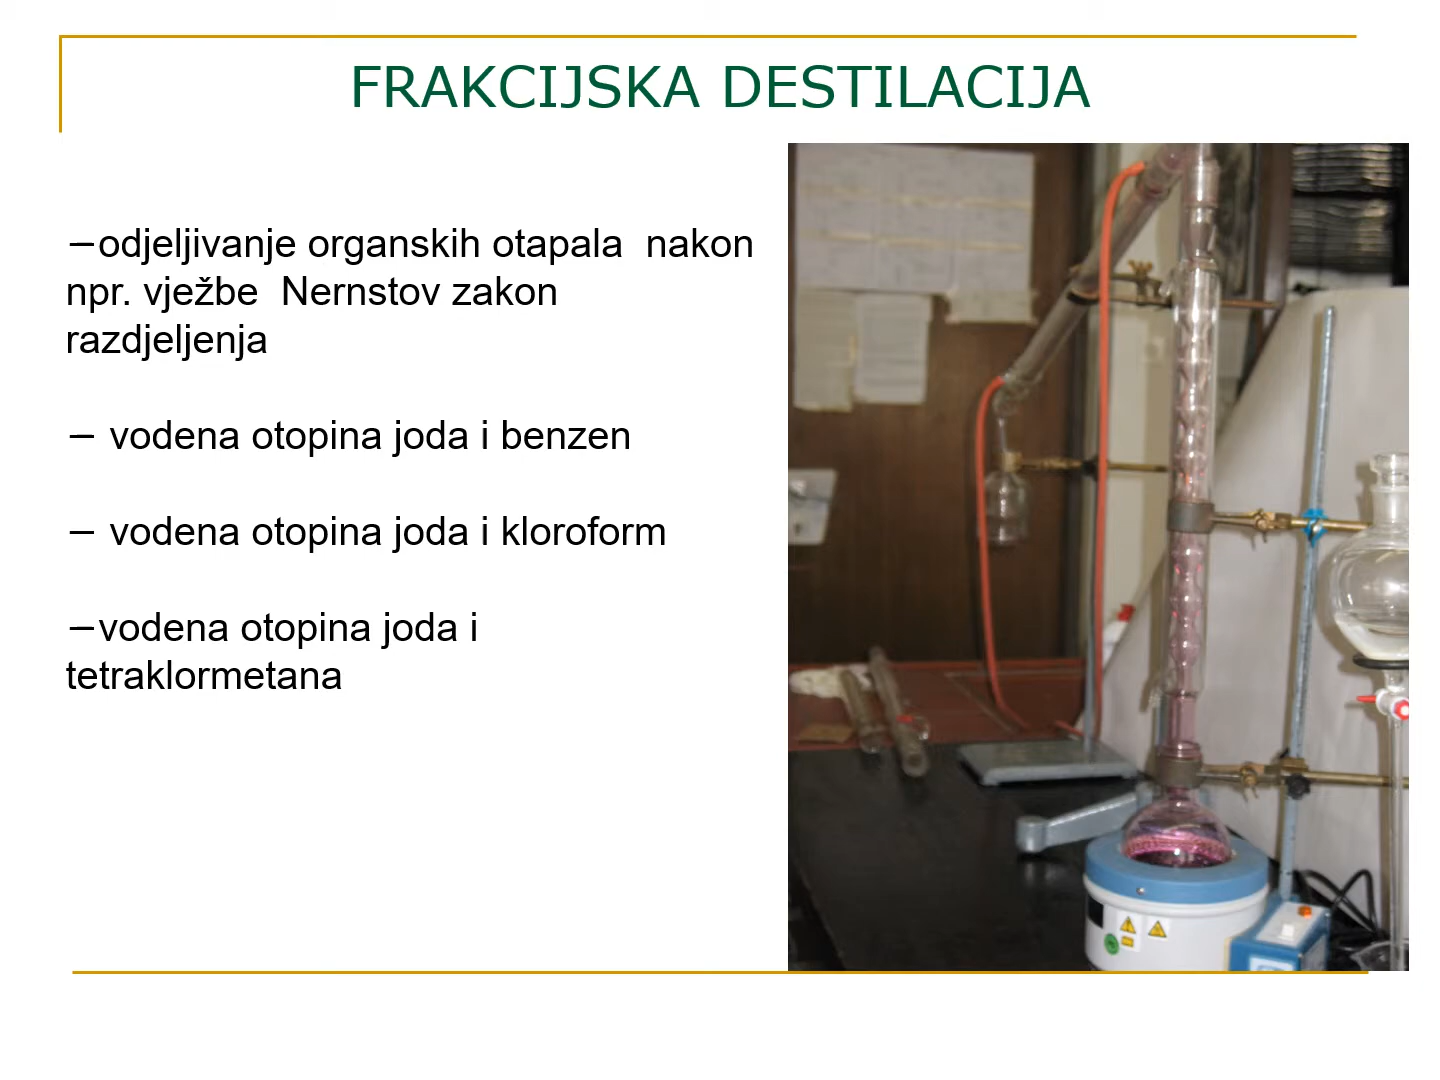 FRAKCIJSKA DESTILACIJA
–odjeljivanje organskih otapala  nakon
npr. vježbe  Nernstov zakon
razdjeljenja
– vodena otopina joda i benzen
– vodena otopina joda i kloroform
–vodena otopina joda i
tetraklormetana